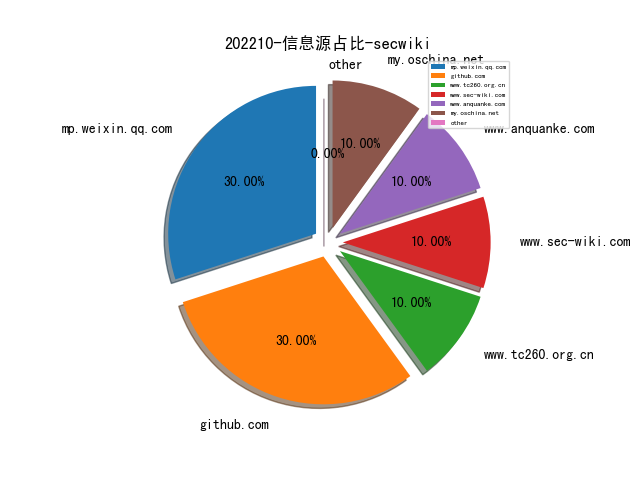 202210-信息源占比-secwiki
other
my.oschina.net
mp.weixin.qq.com
github.com
www.tc260.org.cn
www.sec-wiki.com
www.anquanke.com
my.oschina.net
other
mp.weixin.qq.com
www.anquanke.com
0.00%
10.00%
30.00%
10.00%
10.00%
www.sec-wiki.com
10.00%
30.00%
www.tc260.org.cn
github.com